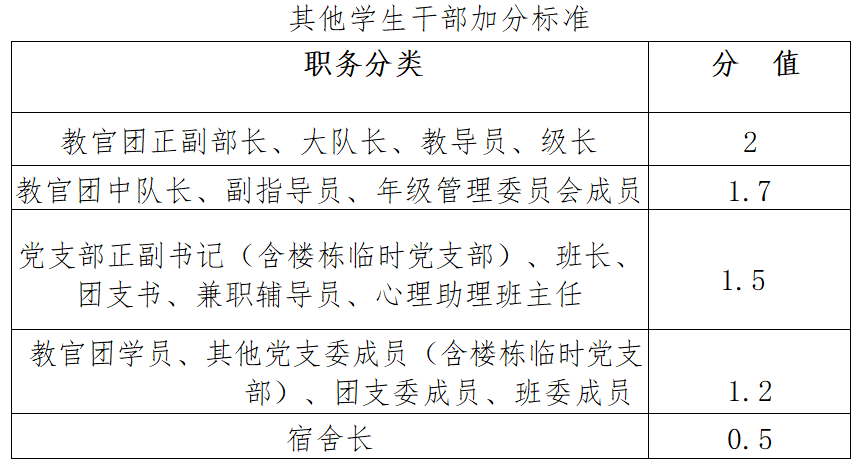 其他学生干部加分标准
职务分类 分 值
教官团正副部长、大队长、教导员、级长 2
教官团中队长、副指导员、年级管理委员会成员 1.7
党支部正副书记（含楼栋临时党支部）、班长、
团支书、兼职辅导员、心理助理班主任 1.5
教官团学员、其他党支委成员（含楼栋临时党支
部）、团支委成员、班委成员 1.2
宿舍长 0.5